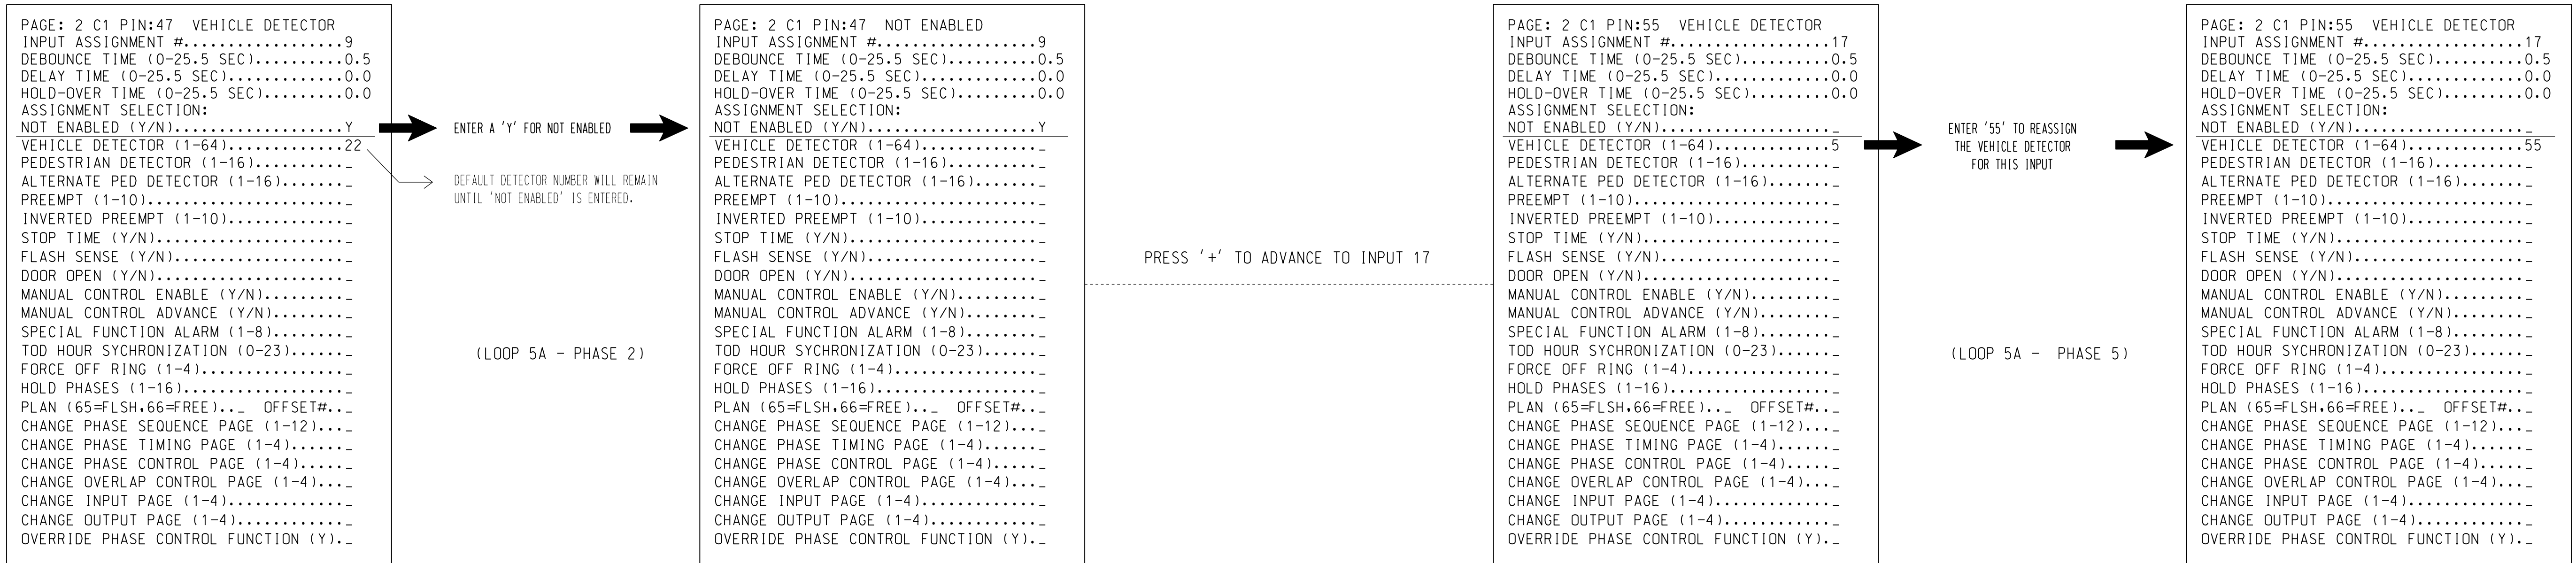 PAGE: 2 C1 PIN:47 VEHICLE DETECTOR
INPUT ASSIGNMENT #..................9
DEBOUNCE TIME (0-25.5 SEC)..........0.5
DELAY TIME (0-25.5 SEC).............0.0
HOLD-OVER TIME (0-25.5 SEC).........0.0
ASSIGNMENT SELECTION:
NOT ENABLED (Y/N)...................Y
VEHICLE DETECTOR (1-64).............22
PEDESTRIAN DETECTOR (1-16).........._
ALTERNATE PED DETECTOR (1-16)......._
PREEMPT (1-10)......................_
INVERTED PREEMPT (1-10)............._
STOP TIME (Y/N)....................._
FLASH SENSE (Y/N)..................._
DOOR OPEN (Y/N)....................._
MANUAL CONTROL ENABLE (Y/N)........._
MANUAL CONTROL ADVANCE (Y/N)........_
SPECIAL FUNCTION ALARM (1-8)........_
TOD HOUR SYCHRONIZATION (0-23)......_
FORCE OFF RING (1-4)................_
HOLD PHASES (1-16).................._
PLAN (65=FLSH,66=FREE).._ OFFSET#.._
CHANGE PHASE SEQUENCE PAGE (1-12)..._
CHANGE PHASE TIMING PAGE (1-4)......_
CHANGE PHASE CONTROL PAGE (1-4)....._
CHANGE OVERLAP CONTROL PAGE (1-4)..._
CHANGE INPUT PAGE (1-4)............._
CHANGE OUTPUT PAGE (1-4)............_
OVERRIDE PHASE CONTROL FUNCTION (Y)._
ENTER A 'Y' FOR NOT ENABLED
DEFAULT DETECTOR NUMBER WILL REMAIN
UNTIL 'NOT ENABLED' IS ENTERED.
(LOOP 5A - PHASE 2)
PAGE: 2 C1 PIN:47 NOT ENABLED
INPUT ASSIGNMENT #..................9
DEBOUNCE TIME (0-25.5 SEC)..........0.5
DELAY TIME (0-25.5 SEC).............0.0
HOLD-OVER TIME (0-25.5 SEC).........0.0
ASSIGNMENT SELECTION:
NOT ENABLED (Y/N)...................Y
VEHICLE DETECTOR (1-64)............._
PEDESTRIAN DETECTOR (1-16).........._
ALTERNATE PED DETECTOR (1-16)......._
PREEMPT (1-10)......................_
INVERTED PREEMPT (1-10)............._
STOP TIME (Y/N)....................._
FLASH SENSE (Y/N)..................._
DOOR OPEN (Y/N)....................._
MANUAL CONTROL ENABLE (Y/N)........._
MANUAL CONTROL ADVANCE (Y/N)........_
SPECIAL FUNCTION ALARM (1-8)........_
TOD HOUR SYCHRONIZATION (0-23)......_
FORCE OFF RING (1-4)................_
HOLD PHASES (1-16).................._
PLAN (65=FLSH,66=FREE).._ OFFSET#.._
CHANGE PHASE SEQUENCE PAGE (1-12)..._
CHANGE PHASE TIMING PAGE (1-4)......_
CHANGE PHASE CONTROL PAGE (1-4)....._
CHANGE OVERLAP CONTROL PAGE (1-4)..._
CHANGE INPUT PAGE (1-4)............._
CHANGE OUTPUT PAGE (1-4)............_
OVERRIDE PHASE CONTROL FUNCTION (Y)._
PRESS '+' TO ADVANCE TO INPUT 17
PAGE: 2 C1 PIN:55 VEHICLE DETECTOR
INPUT ASSIGNMENT #..................17
DEBOUNCE TIME (0-25.5 SEC)..........0.5
DELAY TIME (0-25.5 SEC).............0.0
HOLD-OVER TIME (0-25.5 SEC).........0.0
ASSIGNMENT SELECTION:
NOT ENABLED (Y/N)..................._
VEHICLE DETECTOR (1-64).............5
PEDESTRIAN DETECTOR (1-16).........._
ALTERNATE PED DETECTOR (1-16)......._
PREEMPT (1-10)......................_
INVERTED PREEMPT (1-10)............._
STOP TIME (Y/N)....................._
FLASH SENSE (Y/N)..................._
DOOR OPEN (Y/N)....................._
MANUAL CONTROL ENABLE (Y/N)........._
MANUAL CONTROL ADVANCE (Y/N)........_
SPECIAL FUNCTION ALARM (1-8)........_
TOD HOUR SYCHRONIZATION (0-23)......_
FORCE OFF RING (1-4)................_
HOLD PHASES (1-16).................._
PLAN (65=FLSH,66=FREE).._ OFFSET#.._
CHANGE PHASE SEQUENCE PAGE (1-12)..._
CHANGE PHASE TIMING PAGE (1-4)......_
CHANGE PHASE CONTROL PAGE (1-4)....._
CHANGE OVERLAP CONTROL PAGE (1-4)..._
CHANGE INPUT PAGE (1-4)............._
CHANGE OUTPUT PAGE (1-4)............_
OVERRIDE PHASE CONTROL FUNCTION (Y)._
ENTER '55' TO REASSIGN
THE VEHICLE DETECTOR
FOR THIS INPUT
(LOOP 5A - PHASE 5)
PAGE: 2 C1 PIN:55 VEHICLE DETECTOR
INPUT ASSIGNMENT #..................17
DEBOUNCE TIME (0-25.5 SEC)..........0.5
DELAY TIME (0-25.5 SEC).............0.0
HOLD-OVER TIME (0-25.5 SEC).........0.0
ASSIGNMENT SELECTION:
NOT ENABLED (Y/N)..................._
VEHICLE DETECTOR (1-64).............55
PEDESTRIAN DETECTOR (1-16).........._
ALTERNATE PED DETECTOR (1-16)......._
PREEMPT (1-10)......................_
INVERTED PREEMPT (1-10)............._
STOP TIME (Y/N)....................._
FLASH SENSE (Y/N)..................._
DOOR OPEN (Y/N)....................._
MANUAL CONTROL ENABLE (Y/N)........._
MANUAL CONTROL ADVANCE (Y/N)........_
SPECIAL FUNCTION ALARM (1-8)........_
TOD HOUR SYCHRONIZATION (0-23)......_
FORCE OFF RING (1-4)................_
HOLD PHASES (1-16).................._
PLAN (65=FLSH,66=FREE).._ OFFSET#.._
CHANGE PHASE SEQUENCE PAGE (1-12)..._
CHANGE PHASE TIMING PAGE (1-4)......_
CHANGE PHASE CONTROL PAGE (1-4)....._
CHANGE OVERLAP CONTROL PAGE (1-4)..._
CHANGE INPUT PAGE (1-4)............._
CHANGE OUTPUT PAGE (1-4)............_
OVERRIDE PHASE CONTROL FUNCTION (Y)._